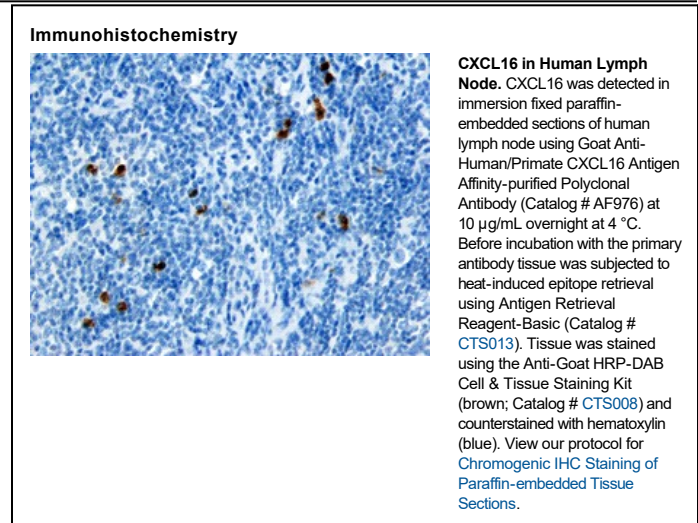 Immunohistochemistry
CXCL16 in Human Lymph
Node. CXCL16 was detected in
immersion fixed paraffin-
embedded sections of human
lymph node using Goat Anti-
Human/Primate CXCL16 Antigen
Affinity-purified Polyclonal
Antibody (Catalog # AF976) at
10 µg/mL overnight at 4 °C.
Before incubation with the primary
antibody tissue was subjected to
heat-induced epitope retrieval
using Antigen Retrieval
Reagent-Basic (Catalog #
CTS013). Tissue was stained
using the Anti-Goat HRP-DAB
Cell & Tissue Staining Kit
(brown; Catalog # CTS008) and
counterstained with hematoxylin
(blue). View our protocol for
Chromogenic IHC Staining of
Paraffin-embedded Tissue
Sections.